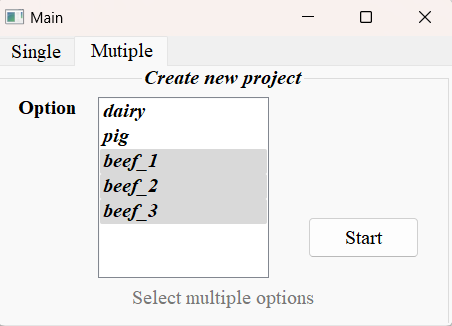 Main
Single Mutiple
Create new project
Option
dairy
pig
beef_1
beef_2
beef_3
Start
Select multiple options